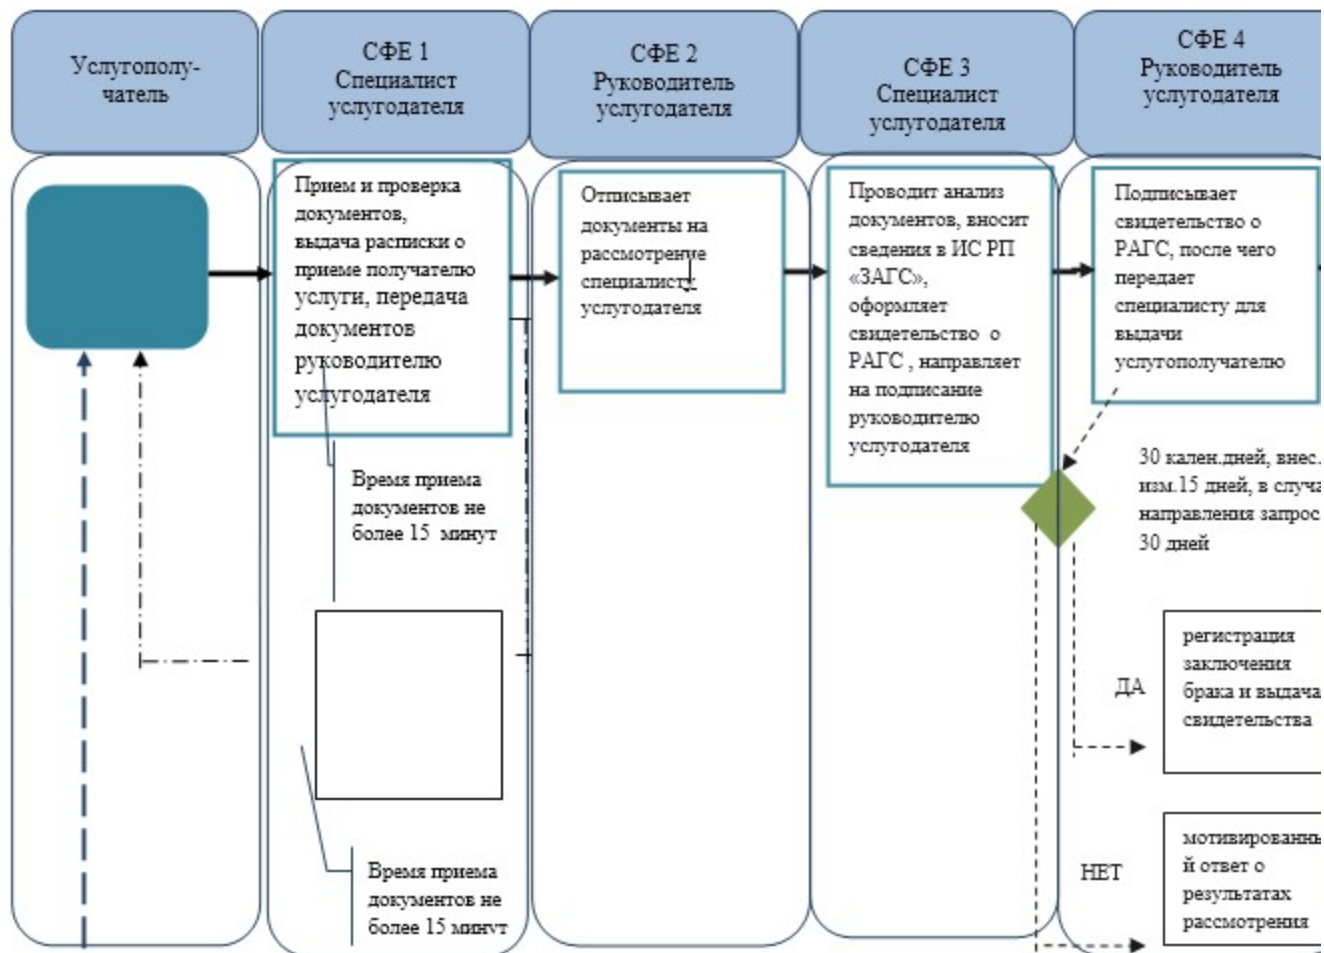 Услугополу-
чатель
СФЕ 1
Специалист
услугодателя
СФЕ 2
Руководитель
услугодателя
СФЕ 3
Специалист
услугодателя
СФЕ 4
Руководитель
услугодателя
Прием и проверка
документов,
выдача расписки о
приеме получателю
услуги, передача
документов
руководителю
услугодателя
Отписывает
документы на
рассмотрение
специалисту
услугодателя
Проводит анализ
документов, вносит
сведения в ИС РП
«ЗАГС»,
оформляет
свидетельство о
РАГС , направляет
на подписание
руководителю
услугодателя
Подписывает
свидетельство о
РАГС, после чего
передает
специалисту для
выдачи
услугополучателю
Время приема
документов не
более 15 минут
30 кален.дней, внес.
изм.15 дней, в случа
направления запрос
30 дней
ДА
регистрация
заключения
брака и выдача
свидетельства
Время приема
документов не
более 15 минут
НЕТ
мотивированны
й ответ о
результатах
рассмотрения